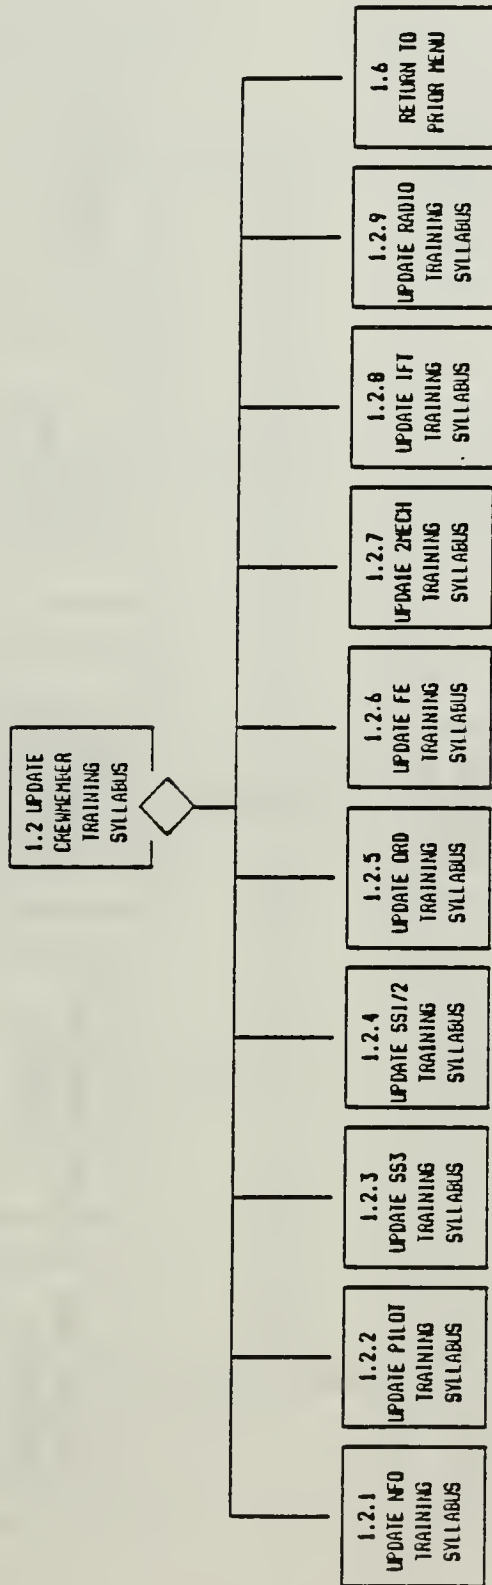 1.2 UPDATE
CREWMEMBER
TRAINING
SYLLABUS
1.2.1
UPDATE NFO
TRAINING
SYLLABUS
1.2.2
UPDATE PILOT
TRAINING
SYLLABUS
1.2.3
UPDATE SS3
TRAINING
SYLLABUS
1.2.4
UPDATE SS1/2
TRAINING
SYLLABUS
1.2.5
UPDATE ORD
TRAINING
SYLLABUS
1.2.6
UPDATE FE
TRAINING
SYLLABUS
1.2.7
UPDATE 2MECH
TRAINING
SYLLABUS
1.2.8
UPDATE IFT
TRAINING
SYLLABUS
1.2.9
UPDATE RADIO
TRAINING
SYLLABUS
1.6
RETURN TO
PRIOR MENU